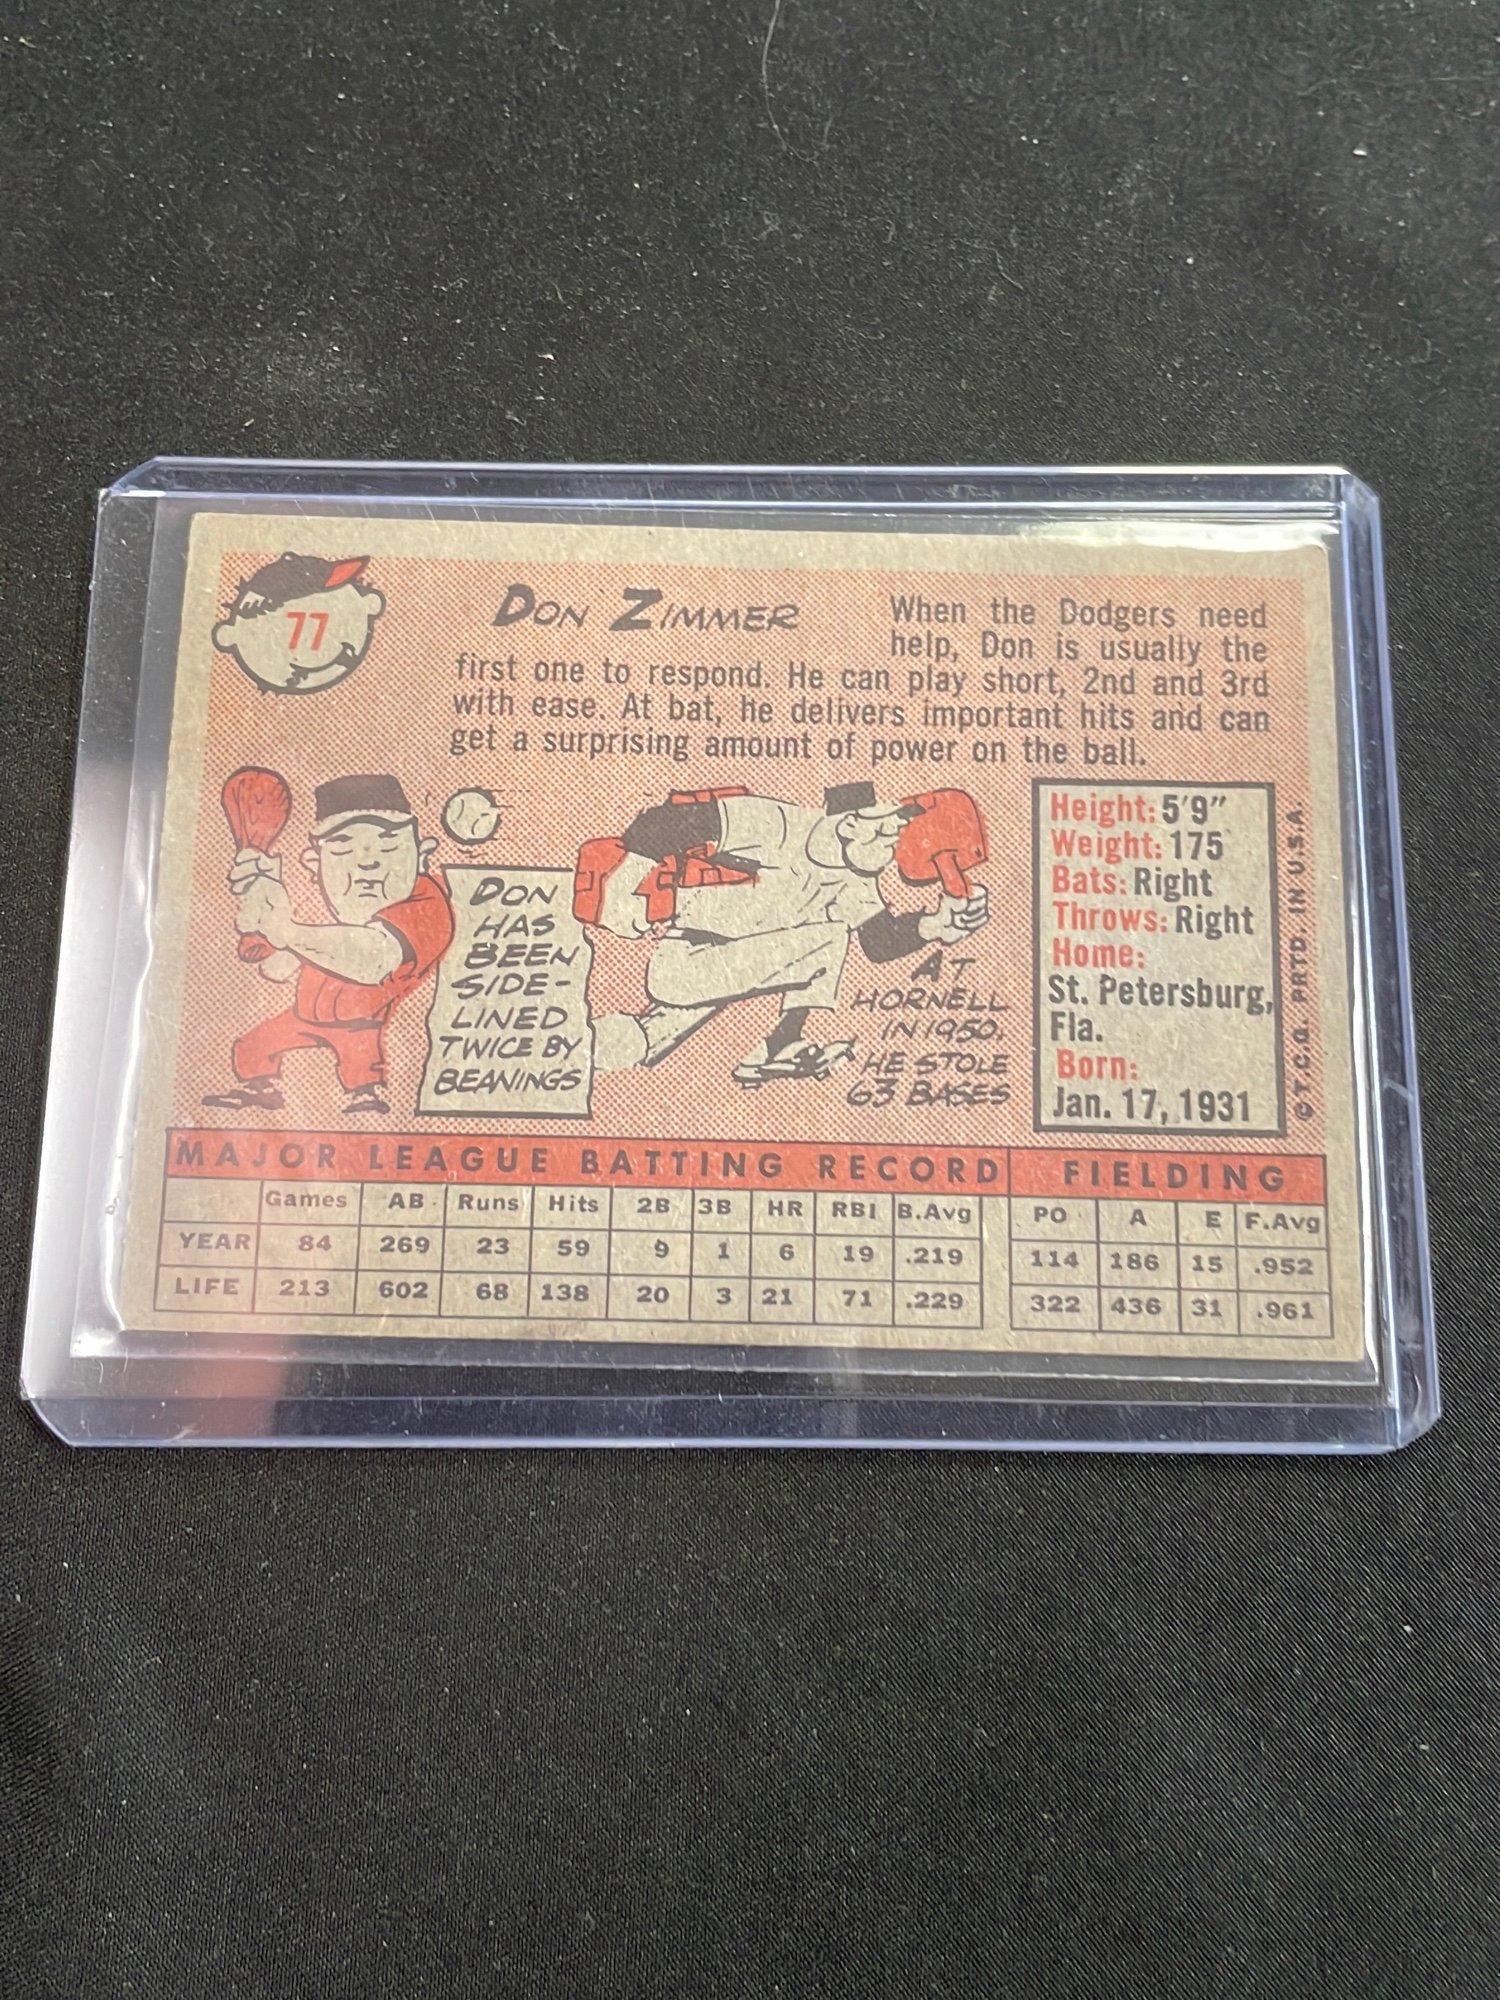 77
DON ZIMMER
When the Dodgers need
help, Don is usually the
first one to respond. He can play short, 2nd and 3rd
with ease. At bat, he delivers important hits and can
get a surprising amount of power on the ball.
DON
HAS
BEEN
SIDE-
LINED
TWICE BY
BEANINGS
AT
HORNELL
IN 1950,
HE STOLE
63 BASES
Height: 5'9"
Weight: 175
Bats: Right
Throws: Right
Home:
St. Petersburg,
Fla.
Born:
Jan. 17, 1931
© T.C.G. PRTD. IN U.S.A.
MAJOR LEAGUE BATTING RECORD FIELDING
Games AB Runs Hits 2B 3B HR RBI B.Avg PO A E F.Avg
YEAR 84 269 23 59 9 1 6 19 .219 114 186 15 .952
LIFE 213 602 68 138 20 3 21 71 .229 322 436 31 .961